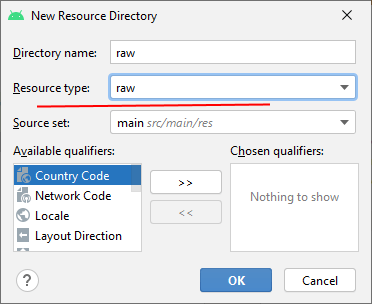 New Resource Directory
Directory name: raw
Resource type: raw
Source set: main src/main/res
Available qualifiers: Chosen qualifiers:
Country Code
Network Code
Locale
Layout Direction
>>
<<
Nothing to show
? OK Cancel